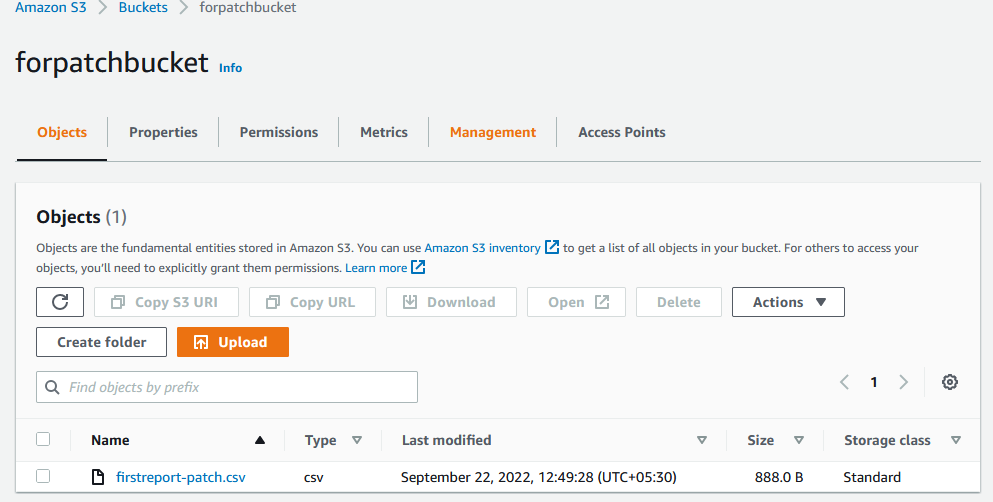 Amazon S3 > Buckets > forpatchbucket
forpatchbucket Info
Objects Properties Permissions Metrics Management Access Points
Objects (1)
Objects are the fundamental entities stored in Amazon S3. You can use Amazon S3 inventory to get a list of all objects in your bucket. For others to access your
objects, you'll need to explicitly grant them permissions. Learn more
Copy S3 URI Copy URL Download Open Delete Actions
Create folder Upload
Find objects by prefix 1
Name Type Last modified Size Storage class
firstreport-patch.csv csv September 22, 2022, 12:49:28 (UTC+05:30) 888.0 B Standard